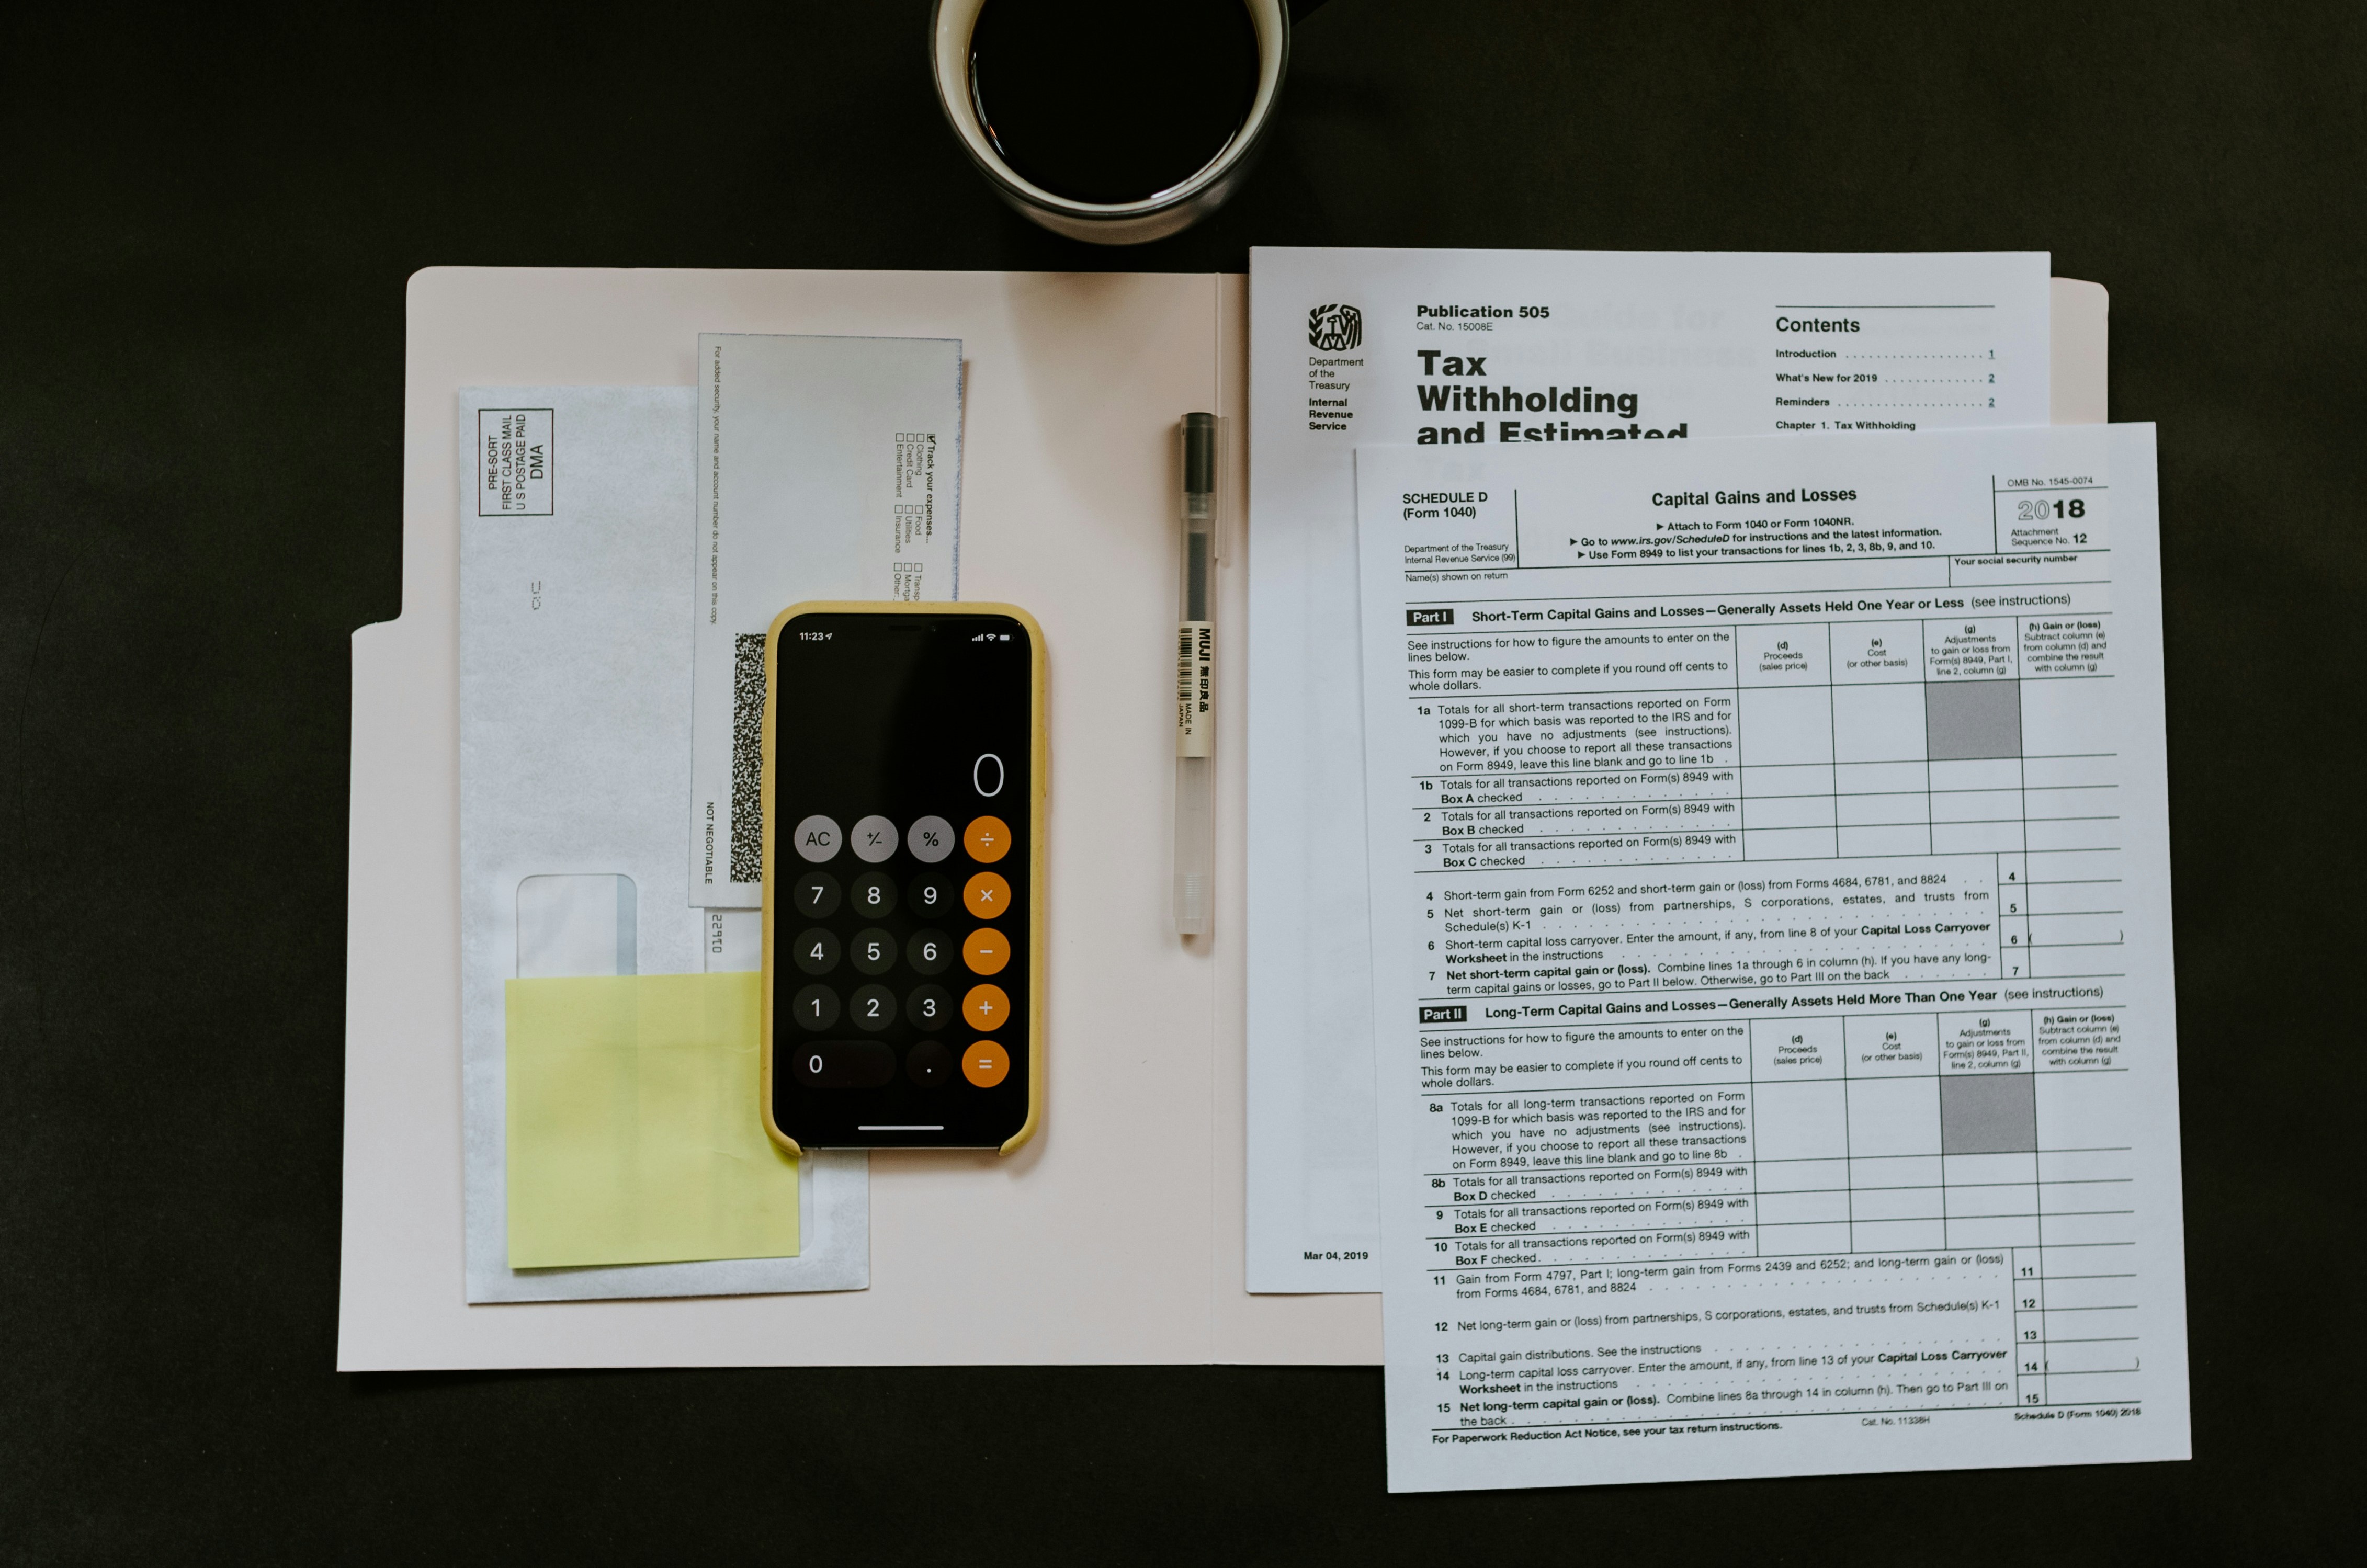 PRE-SORT
FIRST CLASS MAIL
U S POSTAGE PAID
DMA
For added security, your name and account number do not appear on this copy.
Track your expenses...
Clothing
Food
Credit Card
Utilities
Entertainment
Insurance
Other:
NOT NEGOTIABLE
11:23
0
AC +/- % ÷
7 8 9 ×
4 5 6 −
1 2 3 +
0 . =
MUJI 無印良品
MADE IN
JAPAN
Department
of the
Treasury
Internal
Revenue
Service
Publication 505
Cat. No. 15008E
Tax
Withholding
and Estimated
Contents
Introduction . . . . . . . . . . . . . . . . . . 1
What's New for 2019 . . . . . . . . . . . . . 2
Reminders . . . . . . . . . . . . . . . . . . . 2
Chapter 1. Tax Withholding
Mar 04, 2019
SCHEDULE D
(Form 1040)
Department of the Treasury
Internal Revenue Service (99)
Capital Gains and Losses
► Attach to Form 1040 or Form 1040NR.
► Go to www.irs.gov/ScheduleD for instructions and the latest information.
► Use Form 8949 to list your transactions for lines 1b, 2, 3, 8b, 9, and 10.
OMB No. 1545-0074
2018
Attachment
Sequence No. 12
Name(s) shown on return
Your social security number
Part I Short-Term Capital Gains and Losses—Generally Assets Held One Year or Less (see instructions)
See instructions for how to figure the amounts to enter on the
lines below.
This form may be easier to complete if you round off cents to
whole dollars.
(d)
Proceeds
(sales price)
(e)
Cost
(or other basis)
(g)
Adjustments
to gain or loss from
Form(s) 8949, Part I,
line 2, column (g)
(h) Gain or (loss)
Subtract column (e)
from column (d) and
combine the result
with column (g)
1a Totals for all short-term transactions reported on Form
1099-B for which basis was reported to the IRS and for
which you have no adjustments (see instructions).
However, if you choose to report all these transactions
on Form 8949, leave this line blank and go to line 1b .
1b Totals for all transactions reported on Form(s) 8949 with
Box A checked
2 Totals for all transactions reported on Form(s) 8949 with
Box B checked
3 Totals for all transactions reported on Form(s) 8949 with
Box C checked
4 Short-term gain from Form 6252 and short-term gain or (loss) from Forms 4684, 6781, and 8824 . . 4
5 Net short-term gain or (loss) from partnerships, S corporations, estates, and trusts from
Schedule(s) K-1 5
6 Short-term capital loss carryover. Enter the amount, if any, from line 8 of your Capital Loss Carryover
Worksheet in the instructions 6 ( )
7 Net short-term capital gain or (loss). Combine lines 1a through 6 in column (h). If you have any long-
term capital gains or losses, go to Part II below. Otherwise, go to Part III on the back 7
Part II Long-Term Capital Gains and Losses—Generally Assets Held More Than One Year (see instructions)
See instructions for how to figure the amounts to enter on the
lines below.
This form may be easier to complete if you round off cents to
whole dollars.
(d)
Proceeds
(sales price)
(e)
Cost
(or other basis)
(g)
Adjustments
to gain or loss from
Form(s) 8949, Part II,
line 2, column (g)
(h) Gain or (loss)
Subtract column (e)
from column (d) and
combine the result
with column (g)
8a Totals for all long-term transactions reported on Form
1099-B for which basis was reported to the IRS and for
which you have no adjustments (see instructions).
However, if you choose to report all these transactions
on Form 8949, leave this line blank and go to line 8b .
8b Totals for all transactions reported on Form(s) 8949 with
Box D checked
9 Totals for all transactions reported on Form(s) 8949 with
Box E checked
10 Totals for all transactions reported on Form(s) 8949 with
Box F checked
11 Gain from Form 4797, Part I; long-term gain from Forms 2439 and 6252; and long-term gain or (loss)
from Forms 4684, 6781, and 8824 11
12 Net long-term gain or (loss) from partnerships, S corporations, estates, and trusts from Schedule(s) K-1 12
13 Capital gain distributions. See the instructions 13
14 Long-term capital loss carryover. Enter the amount, if any, from line 13 of your Capital Loss Carryover
Worksheet in the instructions 14 ( )
15 Net long-term capital gain or (loss). Combine lines 8a through 14 in column (h). Then go to Part III on
the back 15
For Paperwork Reduction Act Notice, see your tax return instructions. Cat. No. 11338H Schedule D (Form 1040) 2018